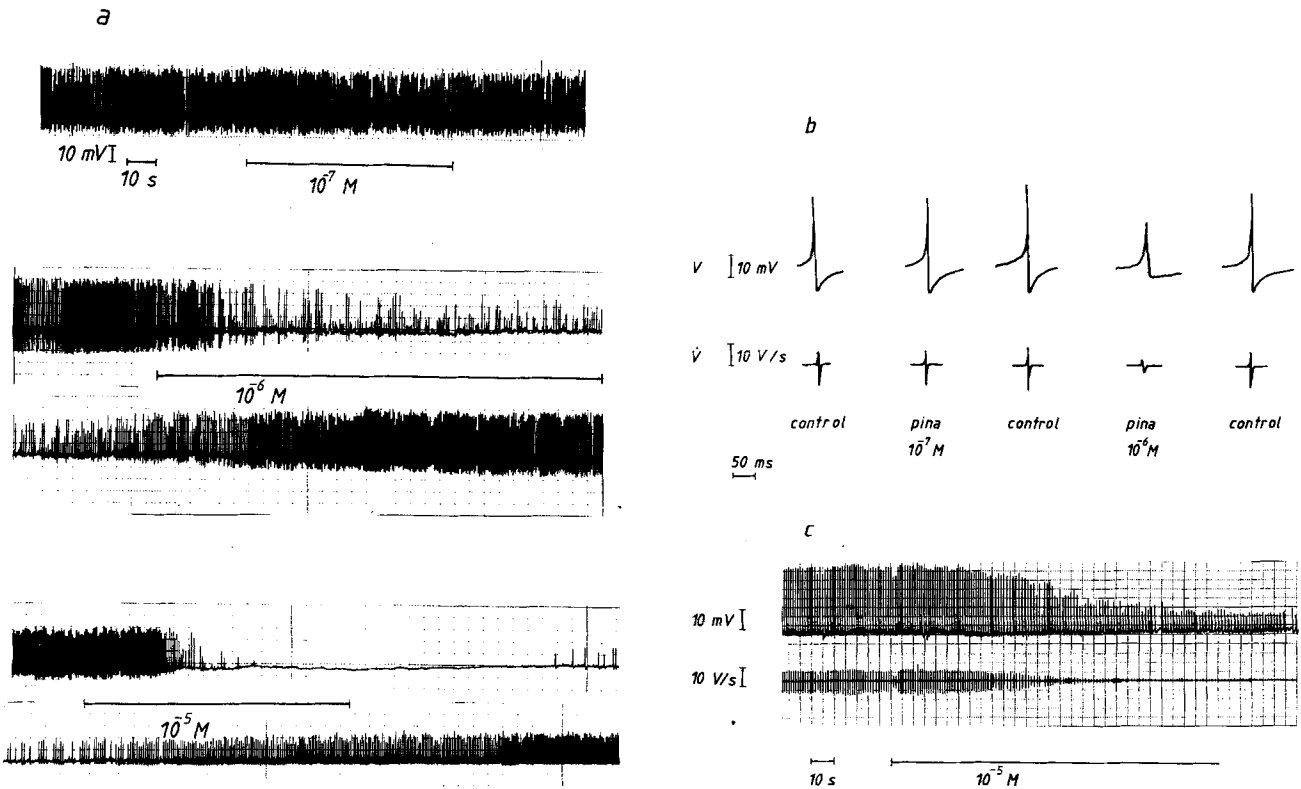 a
10 mV
10 s
10⁻⁷ M
10⁻⁶ M
10⁻⁵ M
b
V
10 mV
V̇
10 V/s
control
pina
10⁻⁷ M
control
pina
10⁻⁶ M
control
50 ms
c
10 mV
10 V/s
10 s
10⁻⁵ M